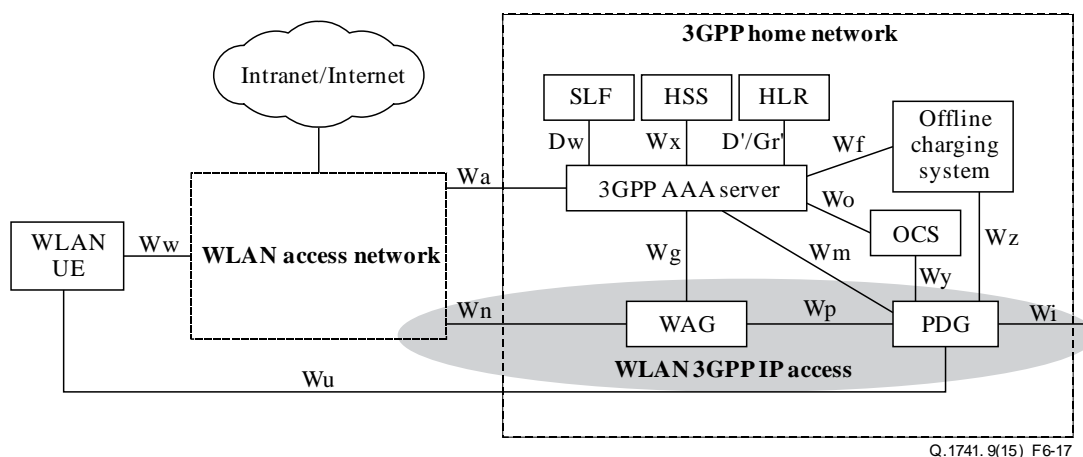 3GPP home network
Intranet/Internet
SLF
HSS
HLR
Offline
charging
system
Dw
Wx
D'/Gr'
Wf
Wa
3GPP AAA server
Wo
WLAN
UE
Ww
WLAN access network
OCS
Wg
Wm
Wz
Wy
Wn
WAG
Wp
PDG
Wi
WLAN 3GPP IP access
Wu
Q.1741.9(15)_F6-17